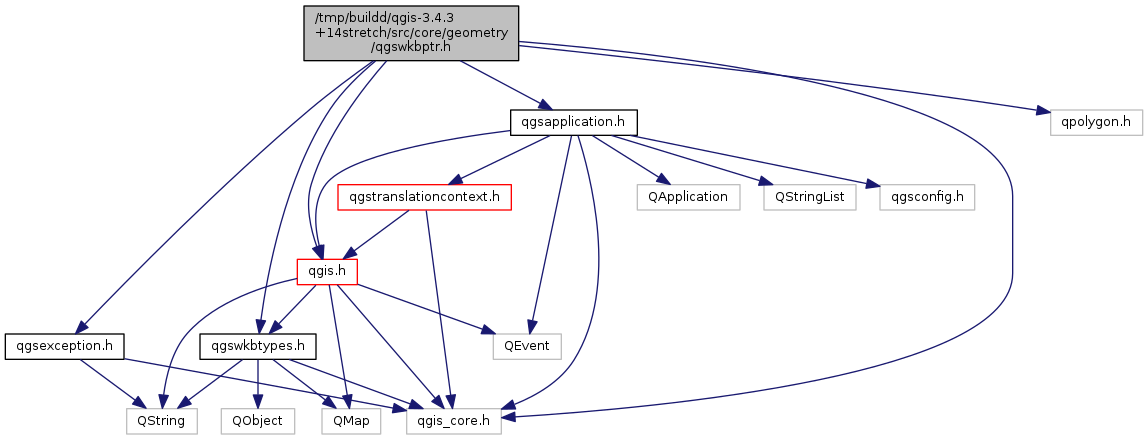 /tmp/buildd/qgis-3.4.3
+14stretch/src/core/geometry
/qgswkbptr.h
qgsapplication.h
qpolygon.h
qgstranslationcontext.h
QApplication
QStringList
qgsconfig.h
qgis.h
qgsexception.h
qgswkbtypes.h
QEvent
QString
QObject
QMap
qgis_core.h